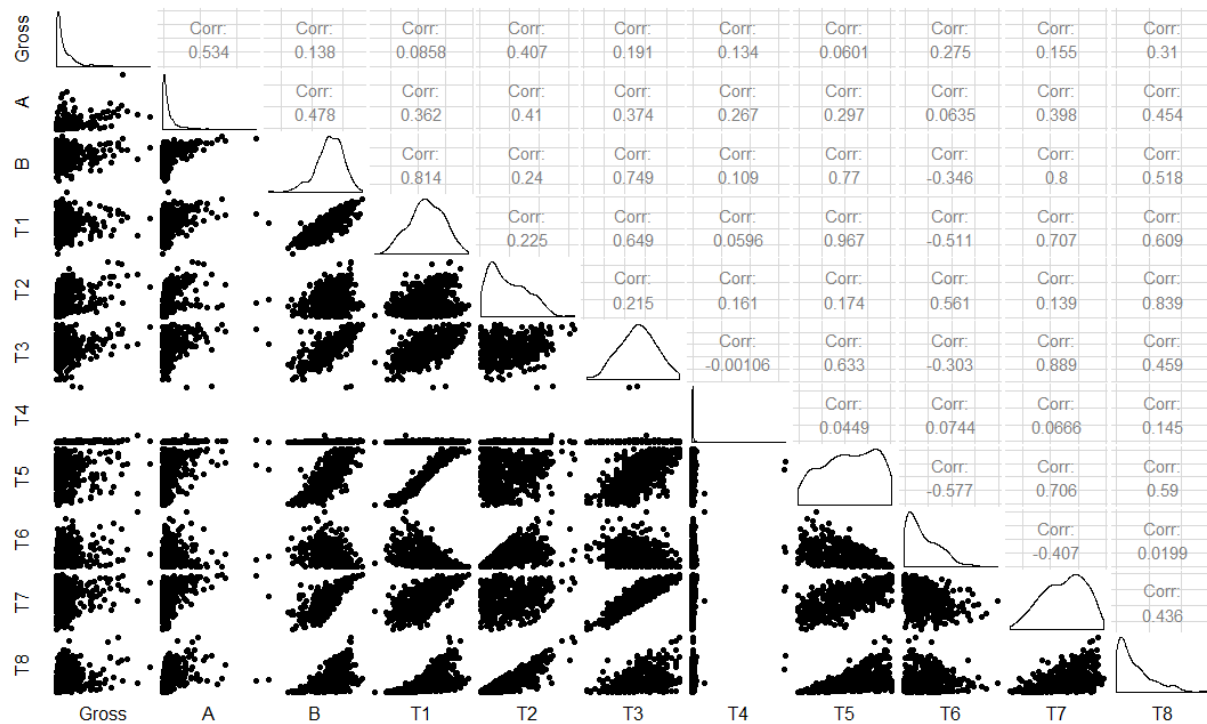 Gross Corr: Corr: Corr: Corr: Corr: Corr: Corr: Corr: Corr: Corr:
0.534 0.138 0.0858 0.407 0.191 0.134 0.0601 0.275 0.155 0.31
A Corr: Corr: Corr: Corr: Corr: Corr: Corr: Corr: Corr:
0.478 0.362 0.41 0.374 0.267 0.297 0.0635 0.398 0.454
B Corr: Corr: Corr: Corr: Corr: Corr: Corr: Corr:
0.814 0.24 0.749 0.109 0.77 -0.346 0.8 0.518
T1 Corr: Corr: Corr: Corr: Corr: Corr: Corr:
0.225 0.649 0.0596 0.967 -0.511 0.707 0.609
T2 Corr: Corr: Corr: Corr: Corr: Corr:
0.215 0.161 0.174 0.561 0.139 0.839
T3 Corr: Corr: Corr: Corr: Corr:
-0.00106 0.633 -0.303 0.889 0.459
T4 Corr: Corr: Corr: Corr:
0.0449 0.0744 0.0666 0.145
T5 Corr: Corr: Corr:
-0.577 0.706 0.59
T6 Corr: Corr:
-0.407 0.0199
T7 Corr:
0.436
T8
Gross A B T1 T2 T3 T4 T5 T6 T7 T8